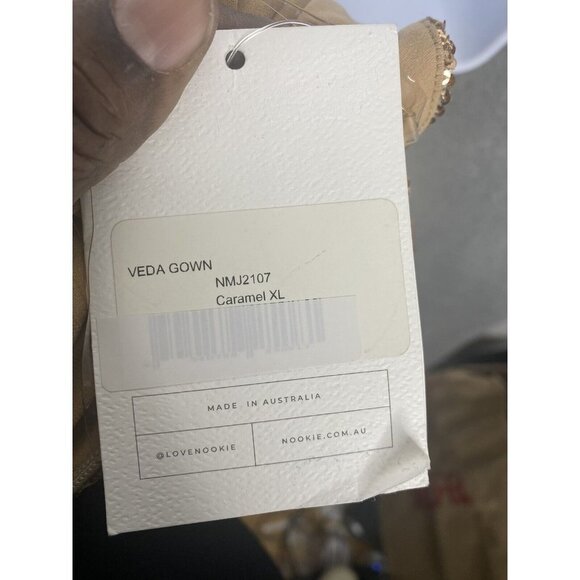 VEDA GOWN
NMJ2107
Caramel XL
MADE IN AUSTRALIA
@LOVENOOKIE
NOOKIE.COM.AU